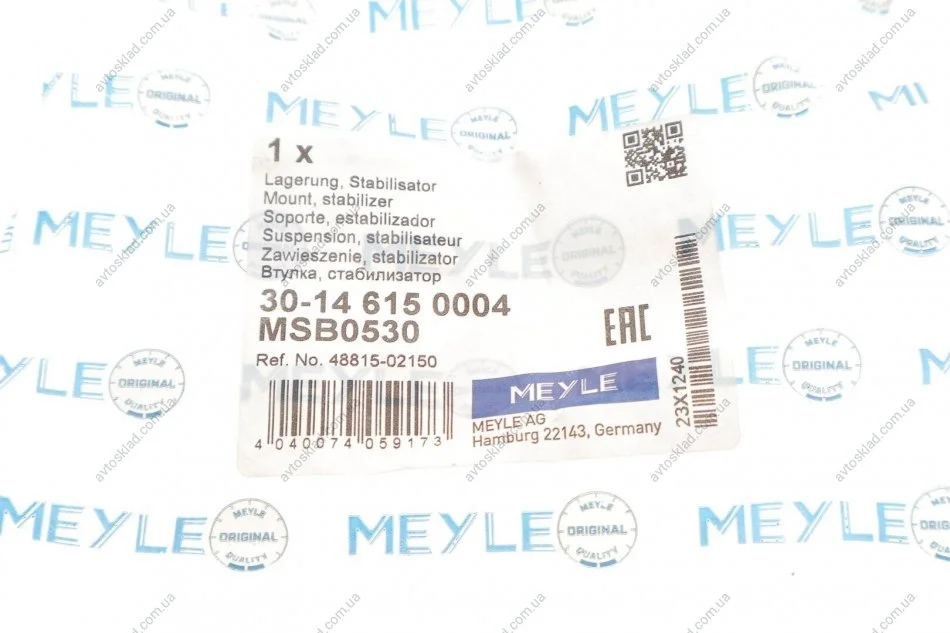 1 x
Lagerung, Stabilisator
Mount, stabilizer
Soporte, estabilizador
Suspension, stabilisateur
Zawieszenie, stabilizator
Втулка, стабилизатор
30-14 615 0004
MSB0530
Ref. No. 48815-02150
4 040074 059173
EAC
MEYLE
MEYLE AG
Hamburg 22143, Germany
23X1240
MEYLE
MEYLE
ORIGINAL
QUALITY
avtosklad.com.ua